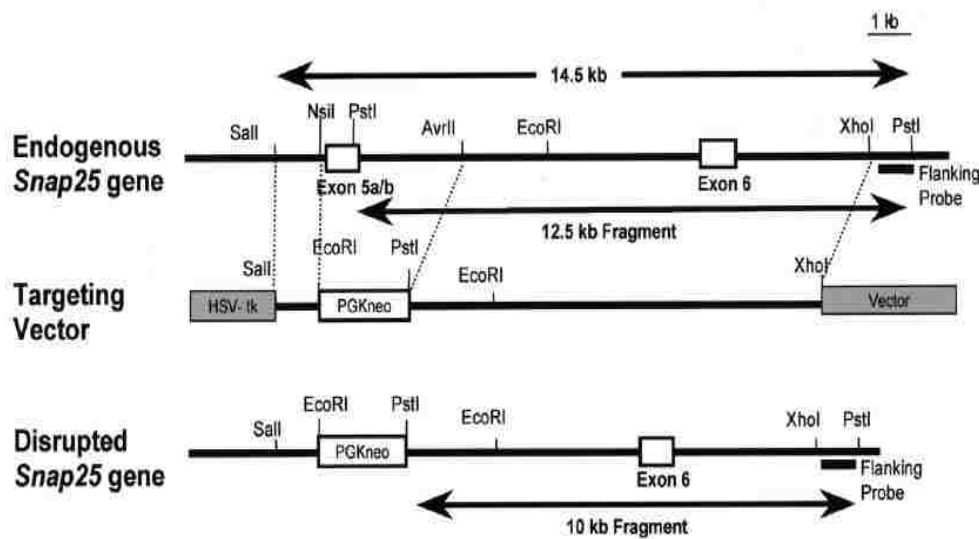 1 kb
14.5 kb
SalI NsiI PstI AvrII EcoRI XhoI PstI
Endogenous
Snap25 gene
Exon 5a/b Exon 6 Flanking
Probe
12.5 kb Fragment
EcoRI PstI
SalI EcoRI XhoI
Targeting
Vector
HSV- tk PGKneo Vector
EcoRI PstI EcoRI XhoI PstI
SalI
Disrupted
Snap25 gene
PGKneo Exon 6 Flanking
Probe
10 kb Fragment